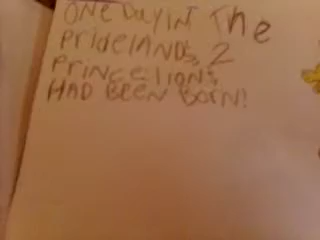 ONE DAY IN The
PRideLANDS, 2
PRINCE lIONS
HAD BEEN BORN!